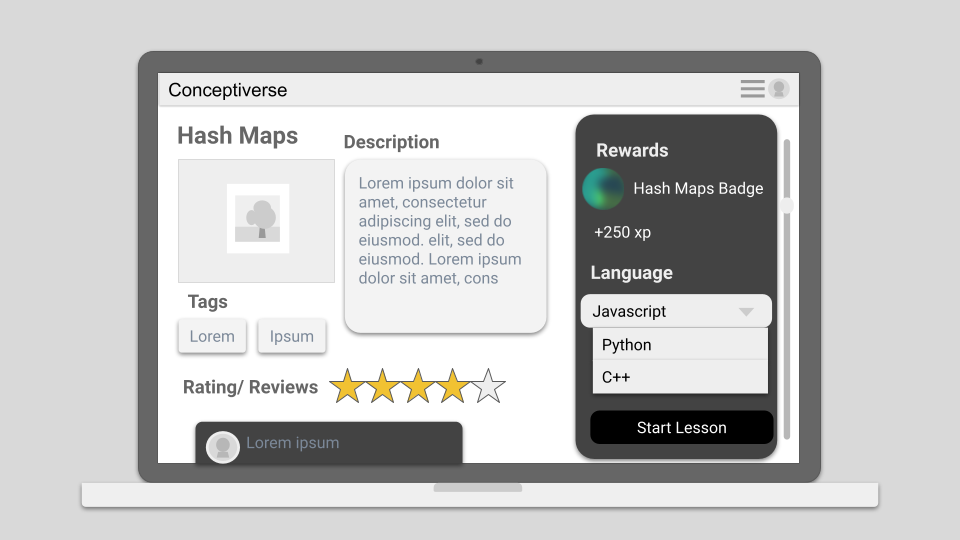 Conceptiverse
Hash Maps
Description
Lorem ipsum dolor sit
amet, consectetur
adipiscing elit, sed do
eiusmod. elit, sed do
eiusmod. Lorem ipsum
dolor sit amet, cons
Tags
Lorem
Ipsum
Rating/ Reviews
Lorem ipsum
Rewards
Hash Maps Badge
+250 xp
Language
Javascript
Python
C++
Start Lesson